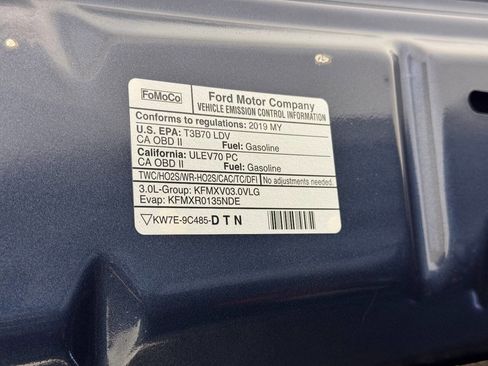 FoMoCo
Ford Motor Company
VEHICLE EMISSION CONTROL INFORMATION
Conforms to regulations: 2019 MY
U.S. EPA: T3B70 LDV
CA OBD II Fuel: Gasoline
California: ULEV70 PC
CA OBD II Fuel: Gasoline
TWC/HO2S/WR-HO2S/CAC/TC/DFI No adjustments needed.
3.0L-Group: KFMXV03.0VLG
Evap: KFMXR0135NDE
KW7E-9C485-DTN